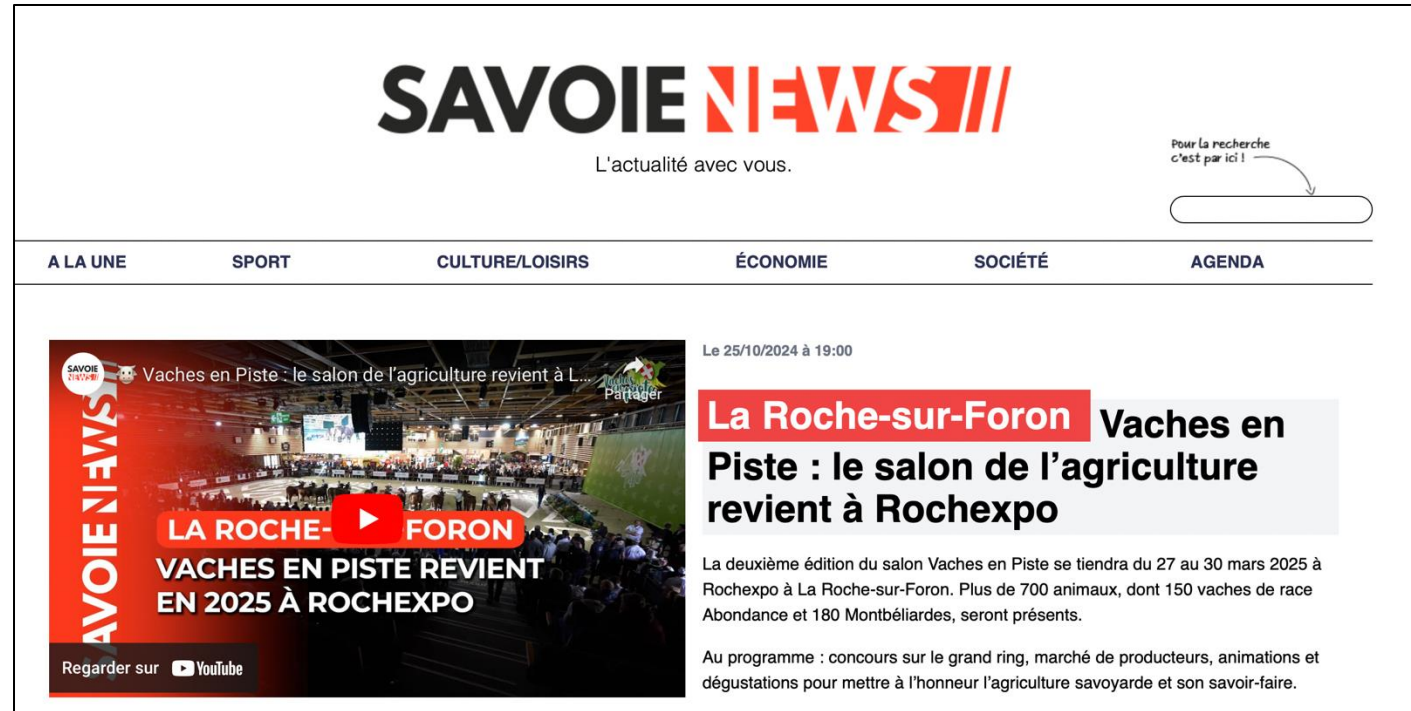 SAVOIE NEWS
L'actualité avec vous.
Pour la recherche
c'est par ici !
A LA UNE SPORT CULTURE/LOISIRS ÉCONOMIE SOCIÉTÉ AGENDA
SAVOIE
NEWS
Vaches en Piste : le salon de l'agriculture revient à L...
Partager
SAVOIE NEWS
LA ROCHE- FORON
VACHES EN PISTE REVIENT
EN 2025 À ROCHEXPO
Regarder sur YouTube
Le 25/10/2024 à 19:00
La Roche-sur-Foron Vaches en
Piste : le salon de l’agriculture
revient à Rochexpo
La deuxième édition du salon Vaches en Piste se tiendra du 27 au 30 mars 2025 à
Rochexpo à La Roche-sur-Foron. Plus de 700 animaux, dont 150 vaches de race
Abondance et 180 Montbéliardes, seront présents.
Au programme : concours sur le grand ring, marché de producteurs, animations et
dégustations pour mettre à l’honneur l’agriculture savoyarde et son savoir-faire.